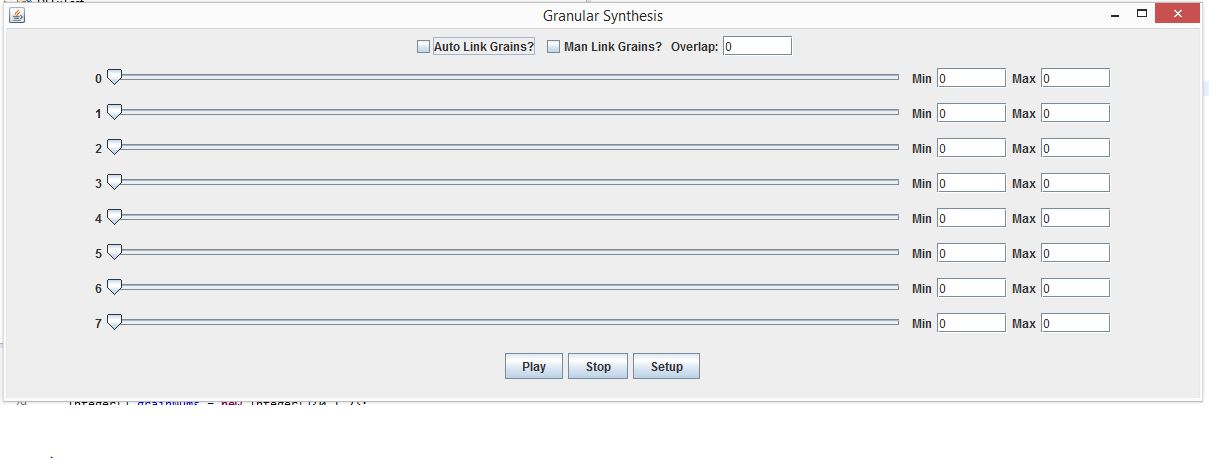 Granular Synthesis
Auto Link Grains? Man Link Grains? Overlap: 0
0 Min 0 Max 0
1 Min 0 Max 0
2 Min 0 Max 0
3 Min 0 Max 0
4 Min 0 Max 0
5 Min 0 Max 0
6 Min 0 Max 0
7 Min 0 Max 0
Play Stop Setup